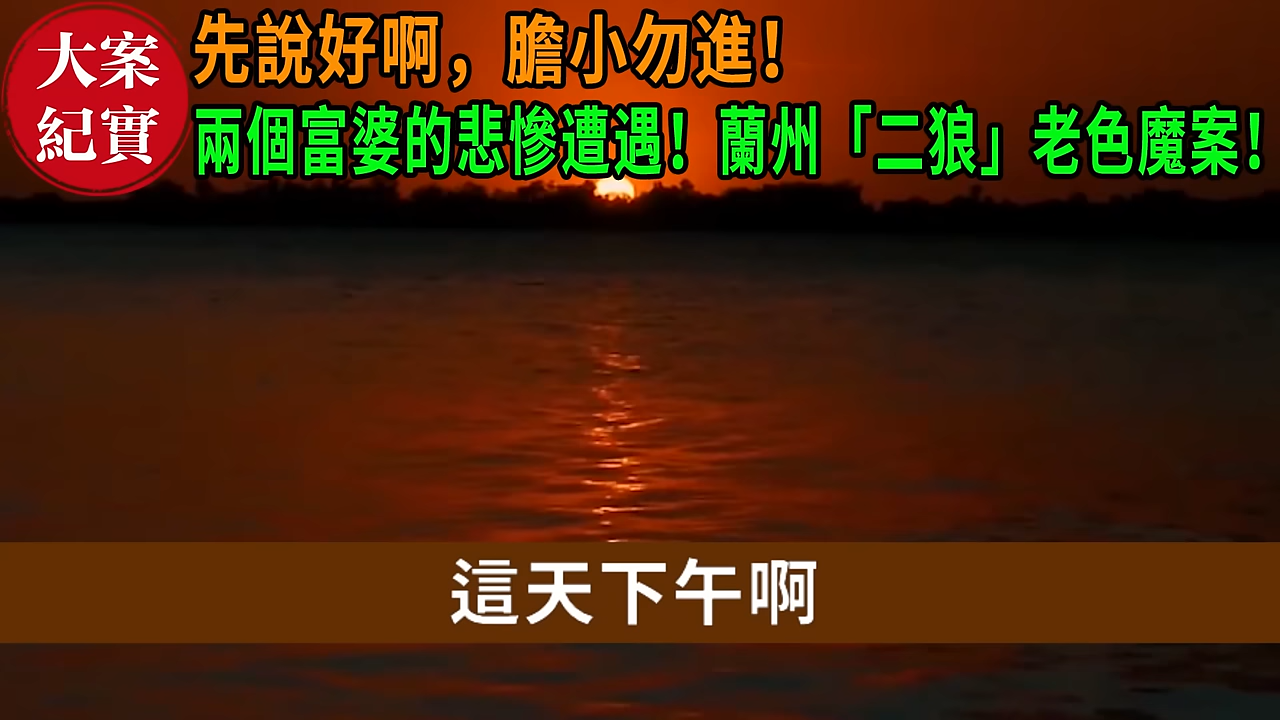 大案
紀實
先說好啊，膽小勿進！
兩個富婆的悲慘遭遇！蘭州「二狼」老色魔案！
這天下午啊